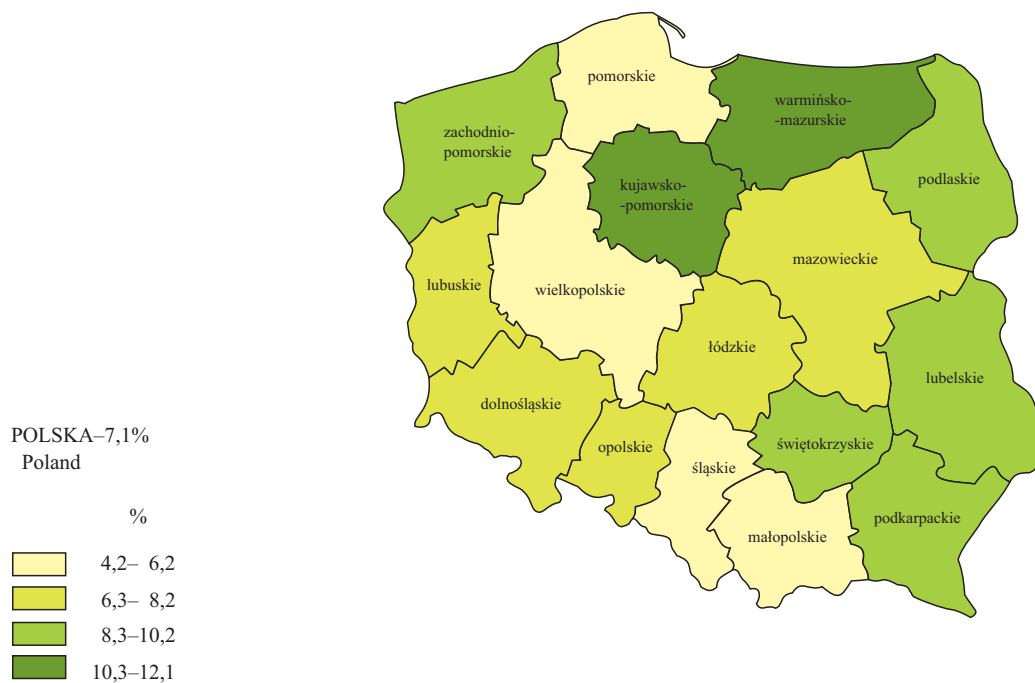 pomorskie
warmińsko-
-mazurskie
zachodnio-
pomorskie
podlaskie
kujawsko-
-pomorskie
mazowieckie
lubuskie
wielkopolskie
łódzkie
lubelskie
dolnośląskie
opolskie
świętokrzyskie
śląskie
podkarpackie
małopolskie
POLSKA–7,1%
Poland
%
4,2– 6,2
6,3– 8,2
8,3–10,2
10,3–12,1